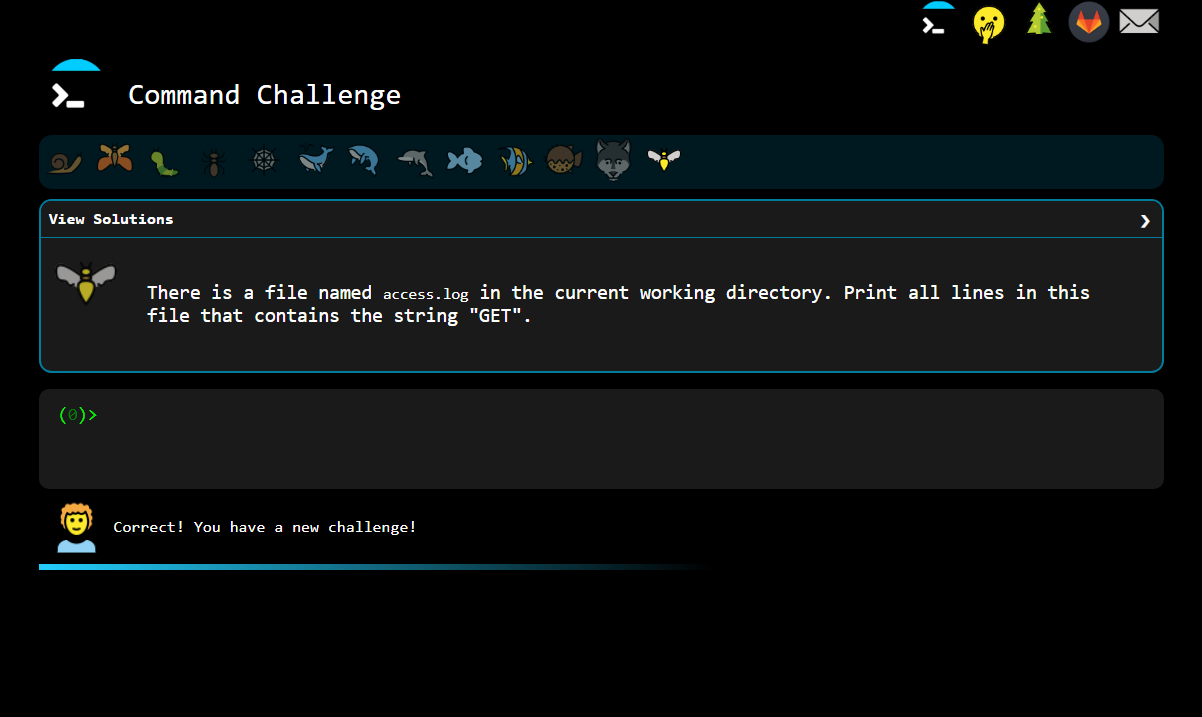 Command Challenge
View Solutions
There is a file named access.log in the current working directory. Print all lines in this
file that contains the string "GET".
(0)>
Correct! You have a new challenge!